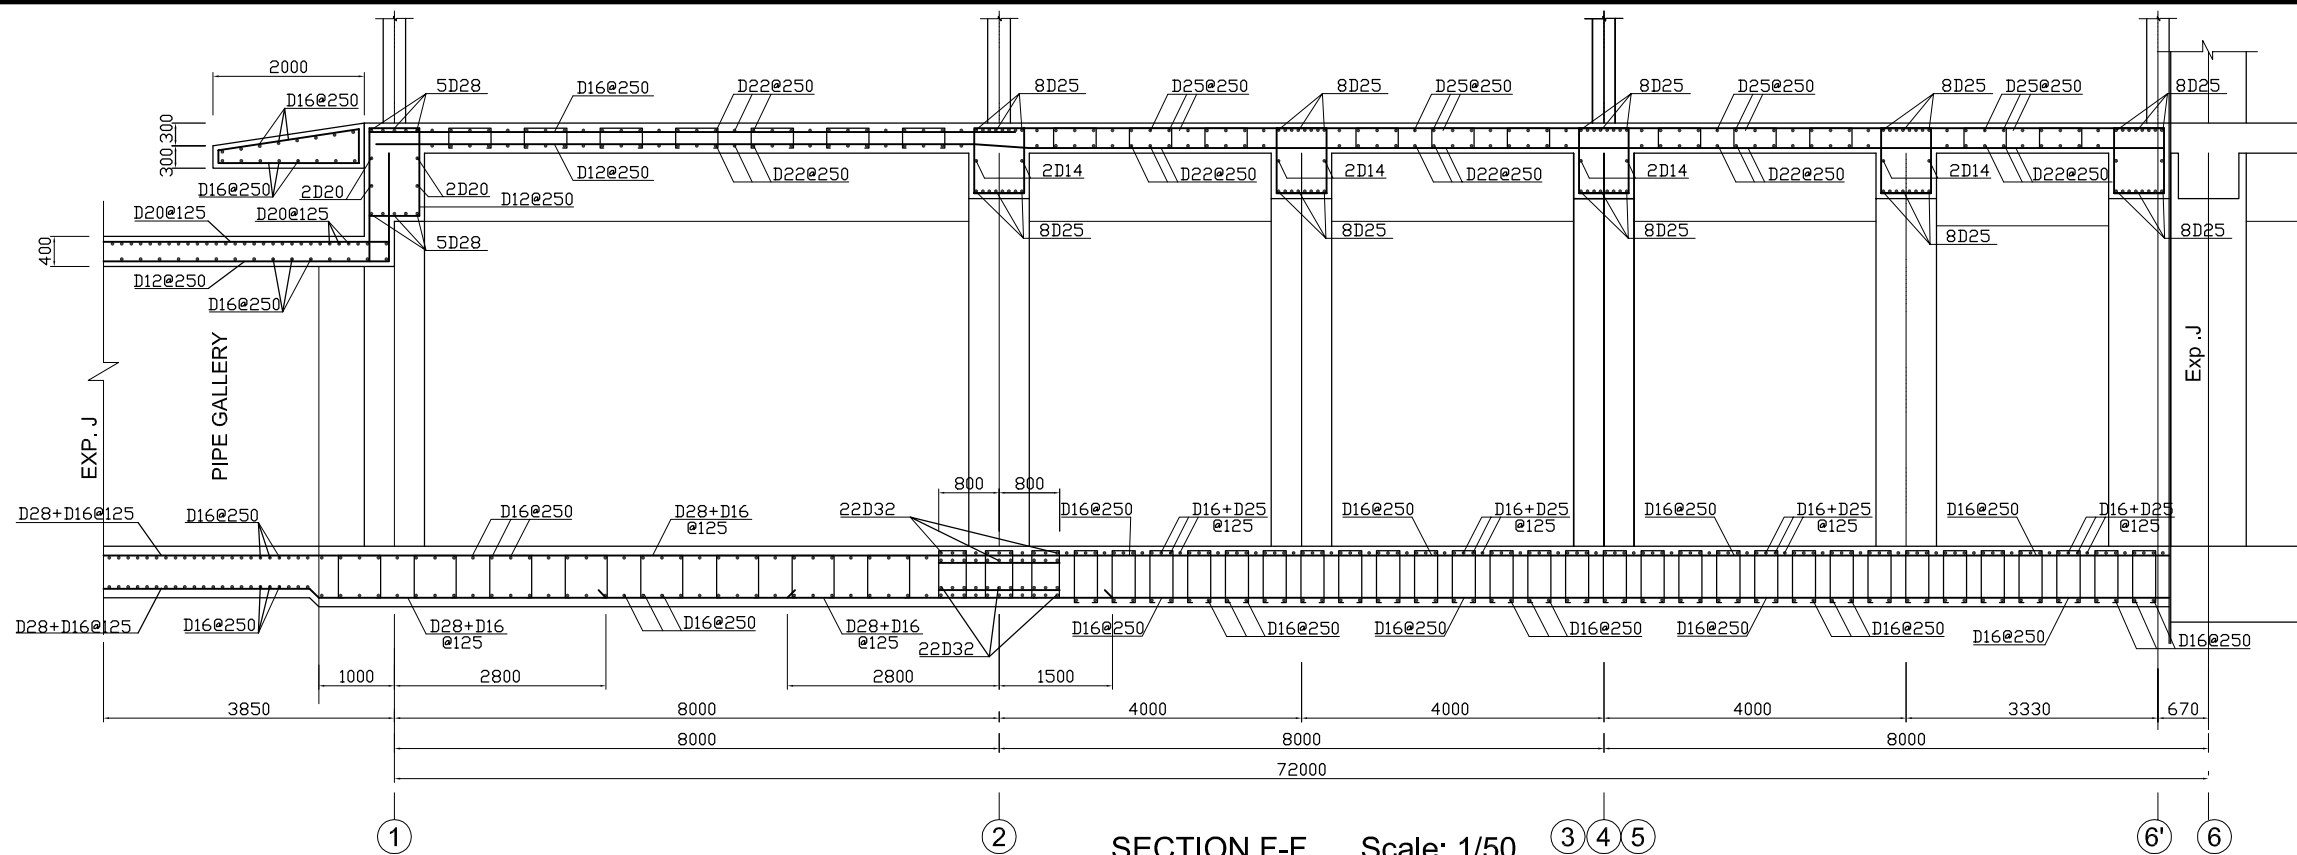 2000
5D28
D16@250
D22@250
8D25
D25@250
8D25
D25@250
8D25
D25@250
8D25
D25@250
8D25
D16@250
300
300
D16@250
2D20
2D20
D12@250
D22@250
2D14
D22@250
2D14
D22@250
2D14
D22@250
2D14
D22@250
D12@250
D20@125
D20@125
5D28
8D25
8D25
8D25
8D25
8D25
400
D12@250
D16@250
EXP. J
PIPE GALLERY
Exp .J
800
800
D28+D16@125
D16@250
D16@250
D28+D16
@125
22D32
D16@250
D16+D25
@125
D16@250
D16+D25
@125
D16@250
D16+D25
@125
D16@250
D16+D25
@125
D28+D16@125
D16@250
D28+D16
@125
D16@250
D28+D16
@125
22D32
D16@250
D16@250
D16@250
D16@250
D16@250
D16@250
D16@250
D16@250
1000
2800
2800
1500
3850
8000
4000
4000
4000
3330
670
8000
8000
8000
72000
1
2
3
4
5
6'
6
SECTION F-F Scale: 1/50